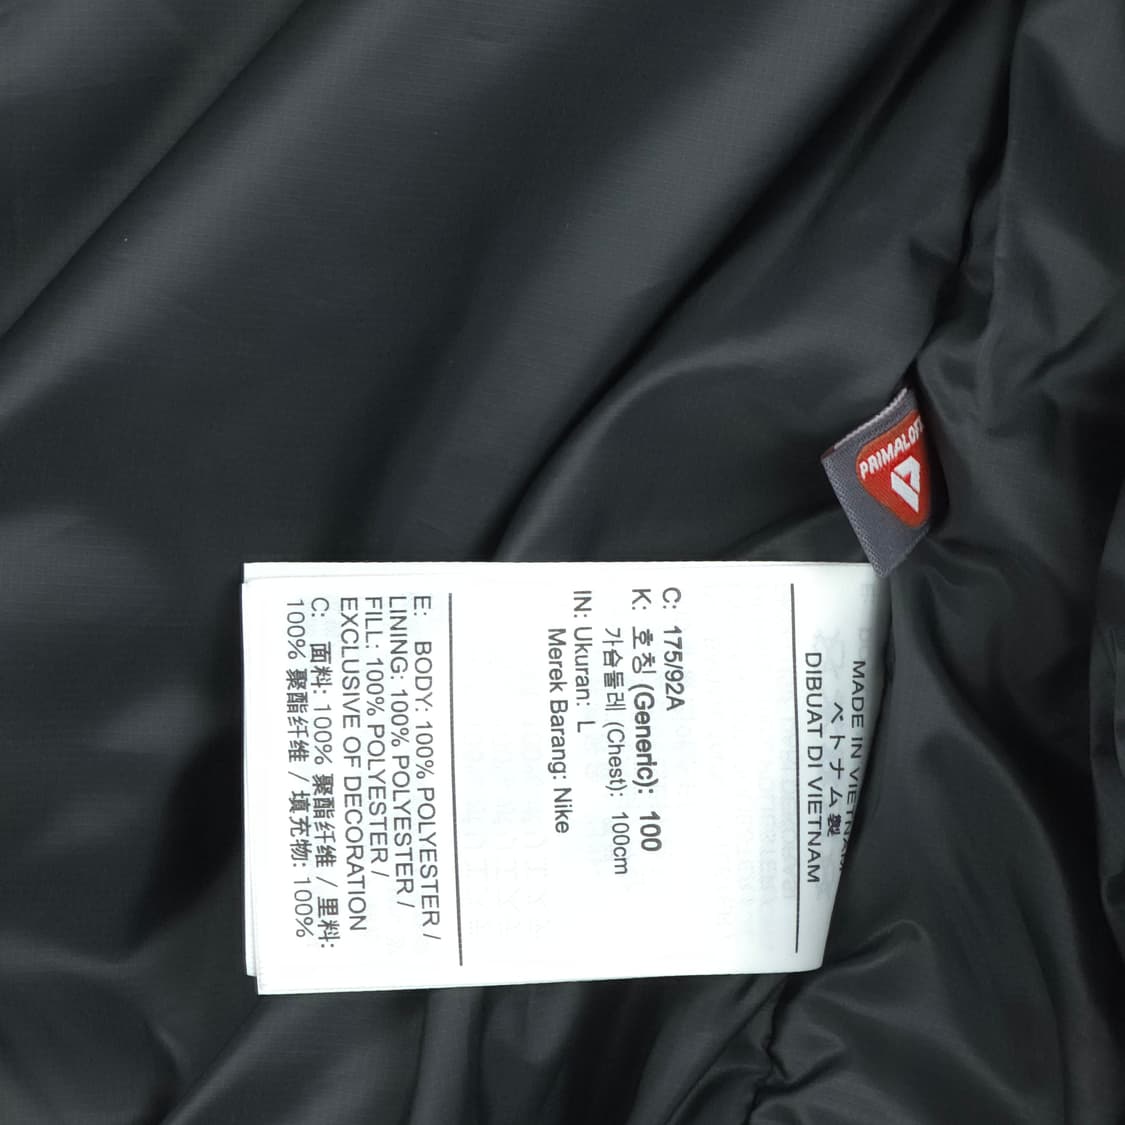 PRIMALOFT
MADE IN VIETNAM
ベトナム製
DIBUAT DI VIETNAM
C: 175/92A
K: 호칭 (Generic): 100
가슴둘레 (Chest): 100cm
IN: Ukuran: L
Merek Barang: Nike
E: BODY: 100% POLYESTER /
LINING: 100% POLYESTER /
FILL: 100% POLYESTER /
EXCLUSIVE OF DECORATION
C: 面料: 100% 聚酯纤维 / 里料:
100% 聚酯纤维 / 填充物: 100%